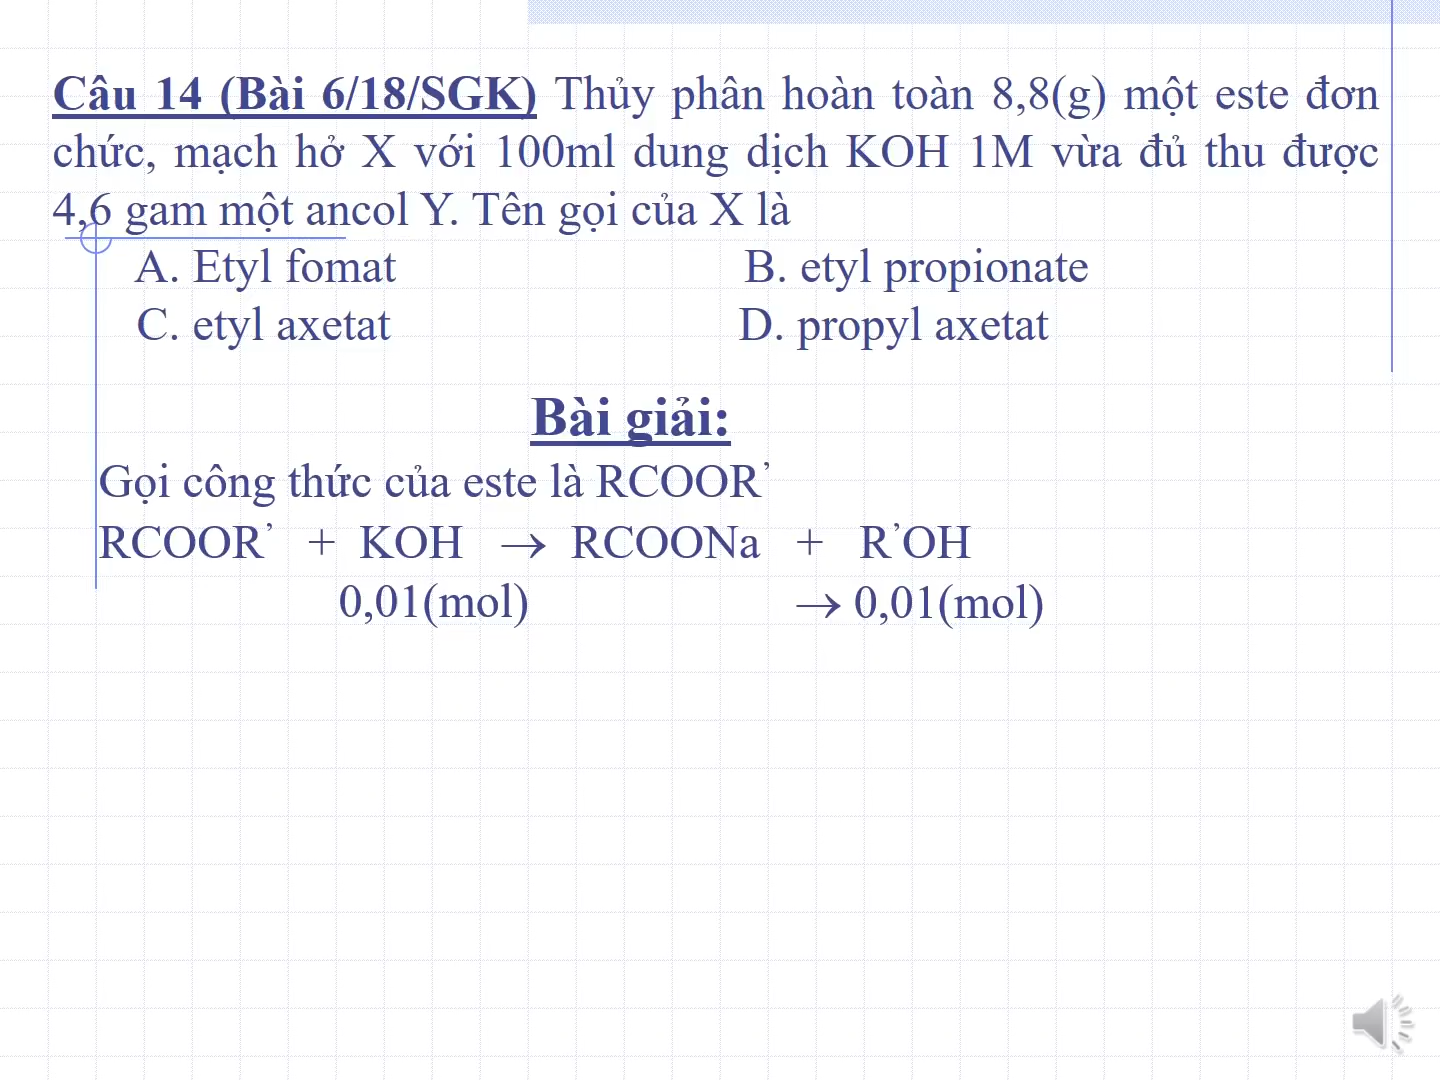 Câu 14 (Bài 6/18/SGK) Thủy phân hoàn toàn 8,8(g) một este đơn
chức, mạch hở X với 100ml dung dịch KOH 1M vừa đủ thu được
4,6 gam một ancol Y. Tên gọi của X là
A. Etyl fomat B. etyl propionate
C. etyl axetat D. propyl axetat
Bài giải:
Gọi công thức của este là RCOOR’
RCOOR’ + KOH → RCOONa + R’OH
0,01(mol) → 0,01(mol)